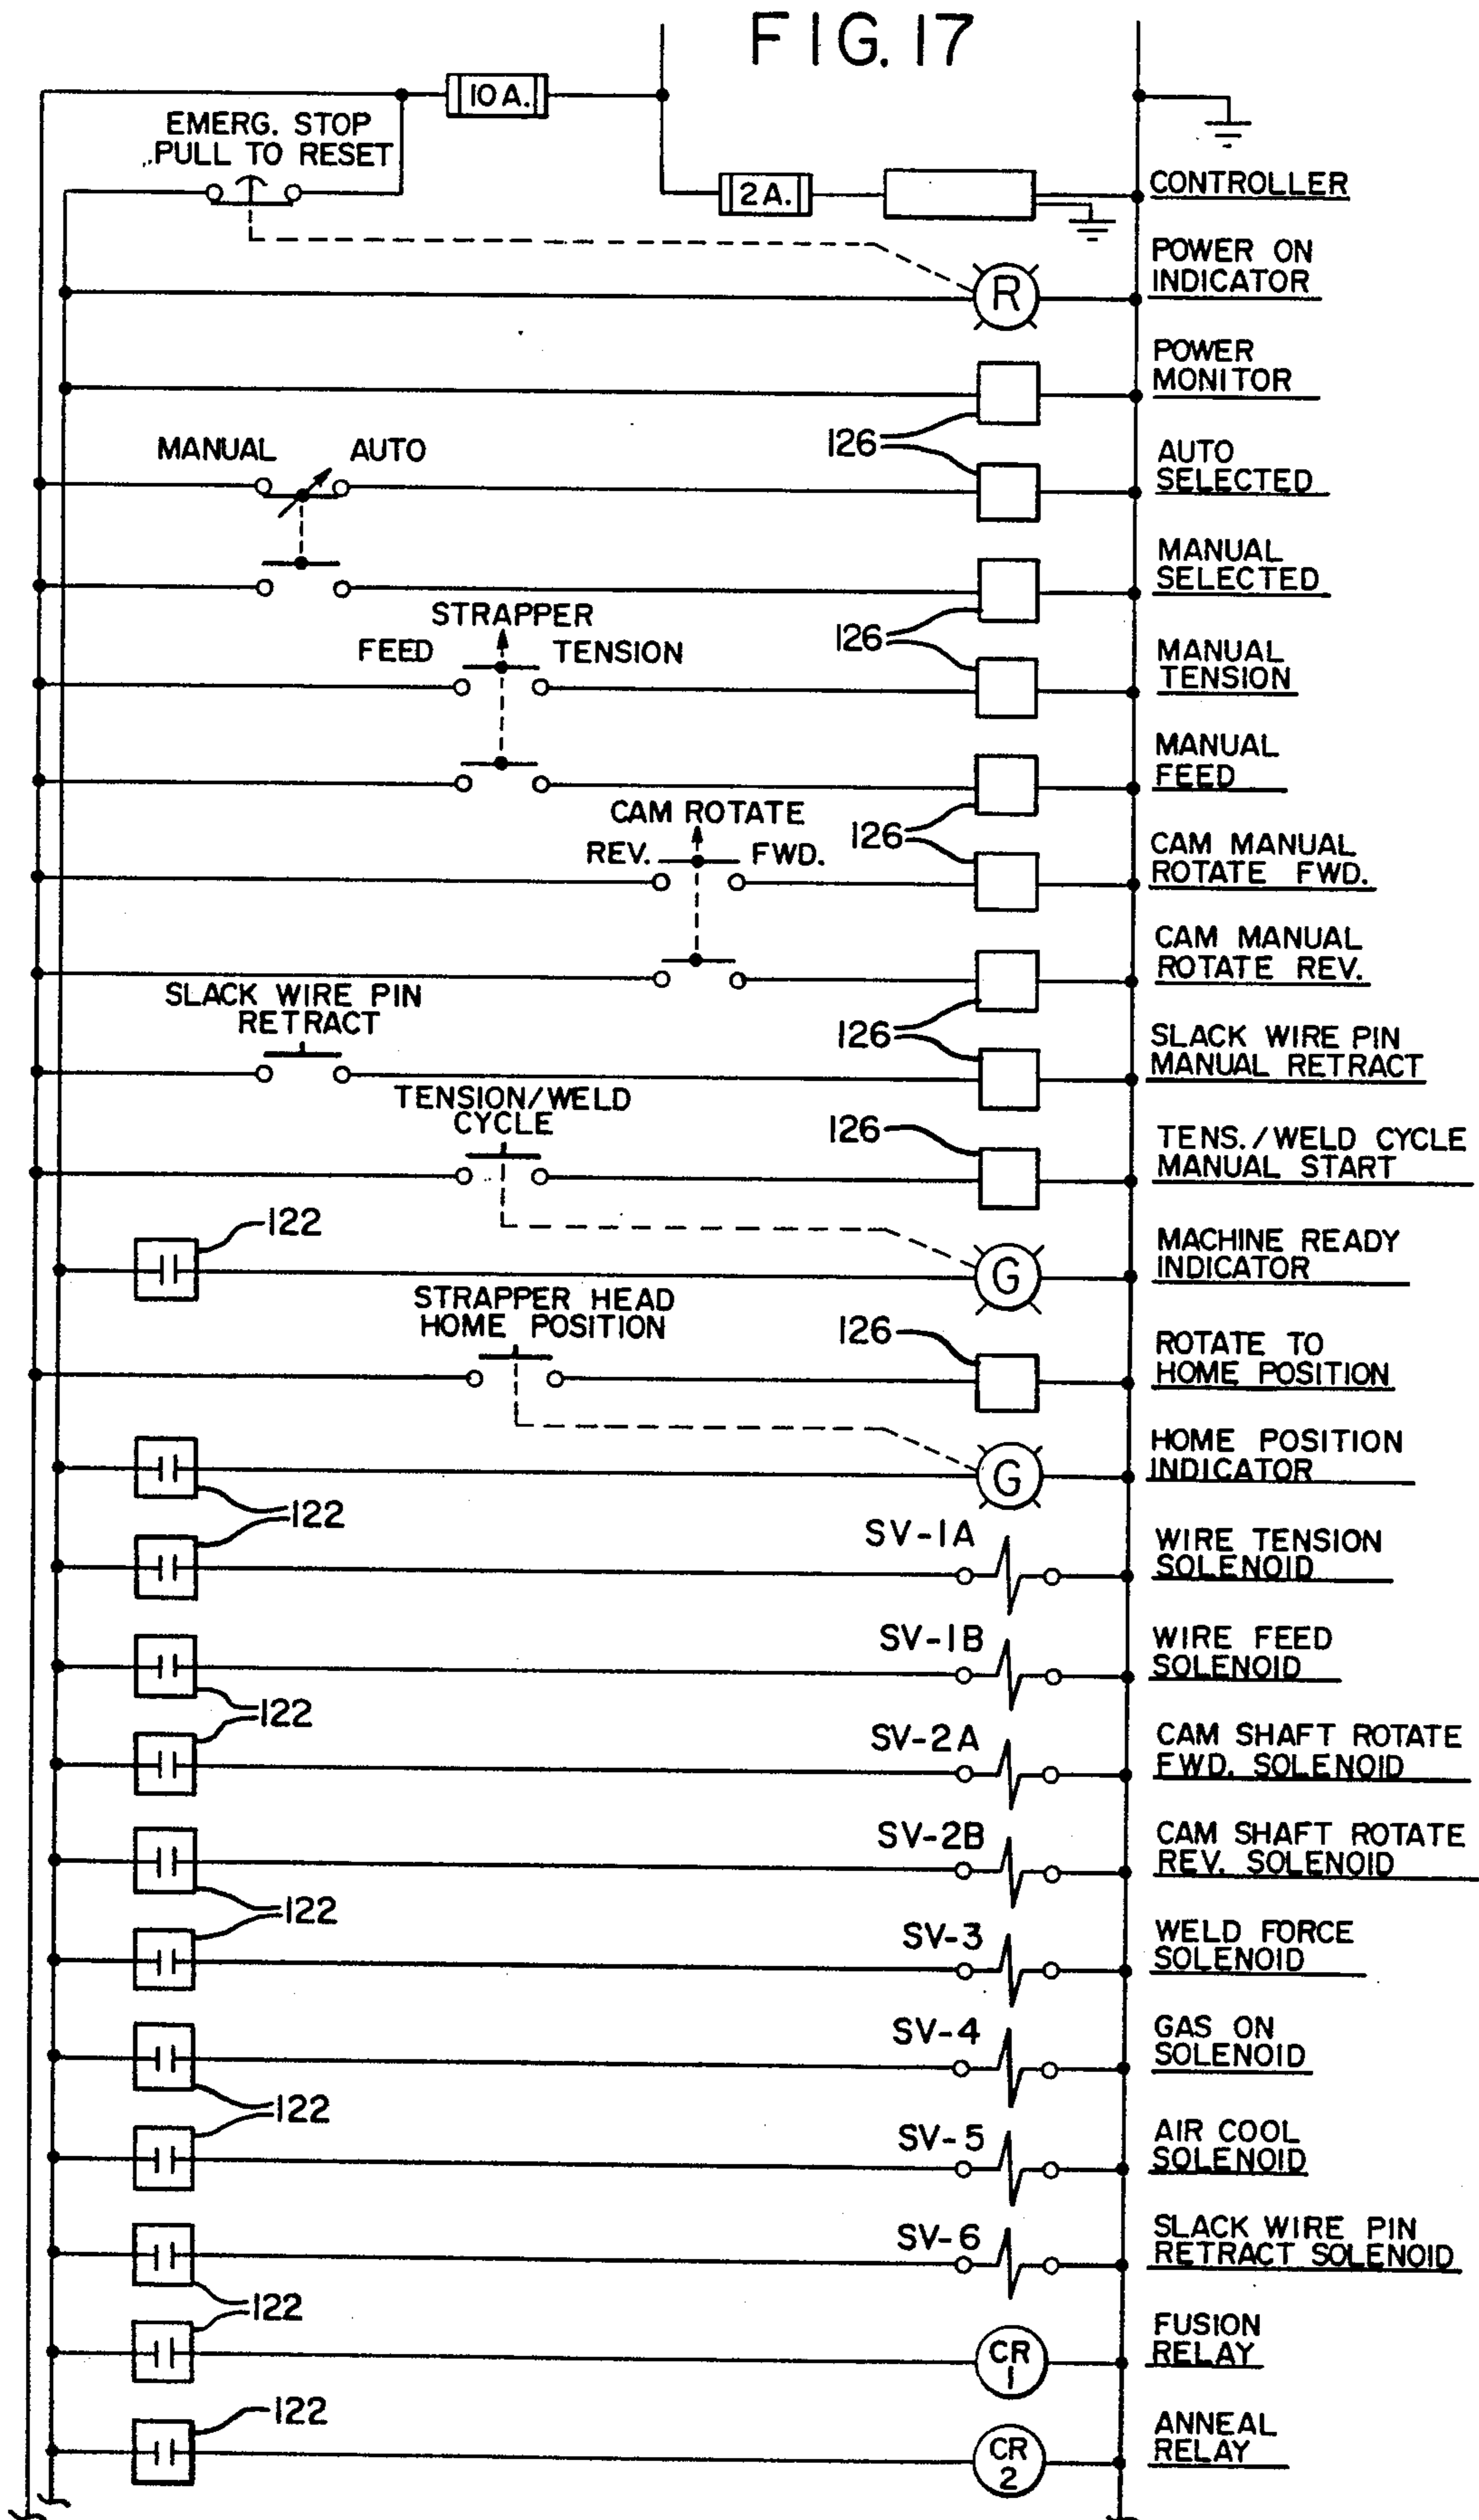 FIG. 17
10 A.
EMERG. STOP
PULL TO RESET
2 A.
CONTROLLER
POWER ON
INDICATOR
R
POWER
MONITOR
126
MANUAL AUTO
AUTO
SELECTED
MANUAL
SELECTED
STRAPPER
126
FEED TENSION
MANUAL
TENSION
MANUAL
FEED
CAM ROTATE
126
REV. FWD.
CAM MANUAL
ROTATE FWD.
CAM MANUAL
ROTATE REV.
SLACK WIRE PIN
RETRACT
126
SLACK WIRE PIN
MANUAL RETRACT
TENSION/WELD
CYCLE
126
TENS./WELD CYCLE
MANUAL START
122
MACHINE READY
INDICATOR
G
STRAPPER HEAD
HOME POSITION
126
ROTATE TO
HOME POSITION
HOME POSITION
INDICATOR
G
122
SV-1A
WIRE TENSION
SOLENOID
SV-1B
WIRE FEED
SOLENOID
122
SV-2A
CAM SHAFT ROTATE
FWD. SOLENOID
SV-2B
CAM SHAFT ROTATE
REV. SOLENOID
122
SV-3
WELD FORCE
SOLENOID
SV-4
GAS ON
SOLENOID
122
SV-5
AIR COOL
SOLENOID
SV-6
SLACK WIRE PIN
RETRACT SOLENOID
122
CR
1
FUSION
RELAY
122
CR
2
ANNEAL
RELAY